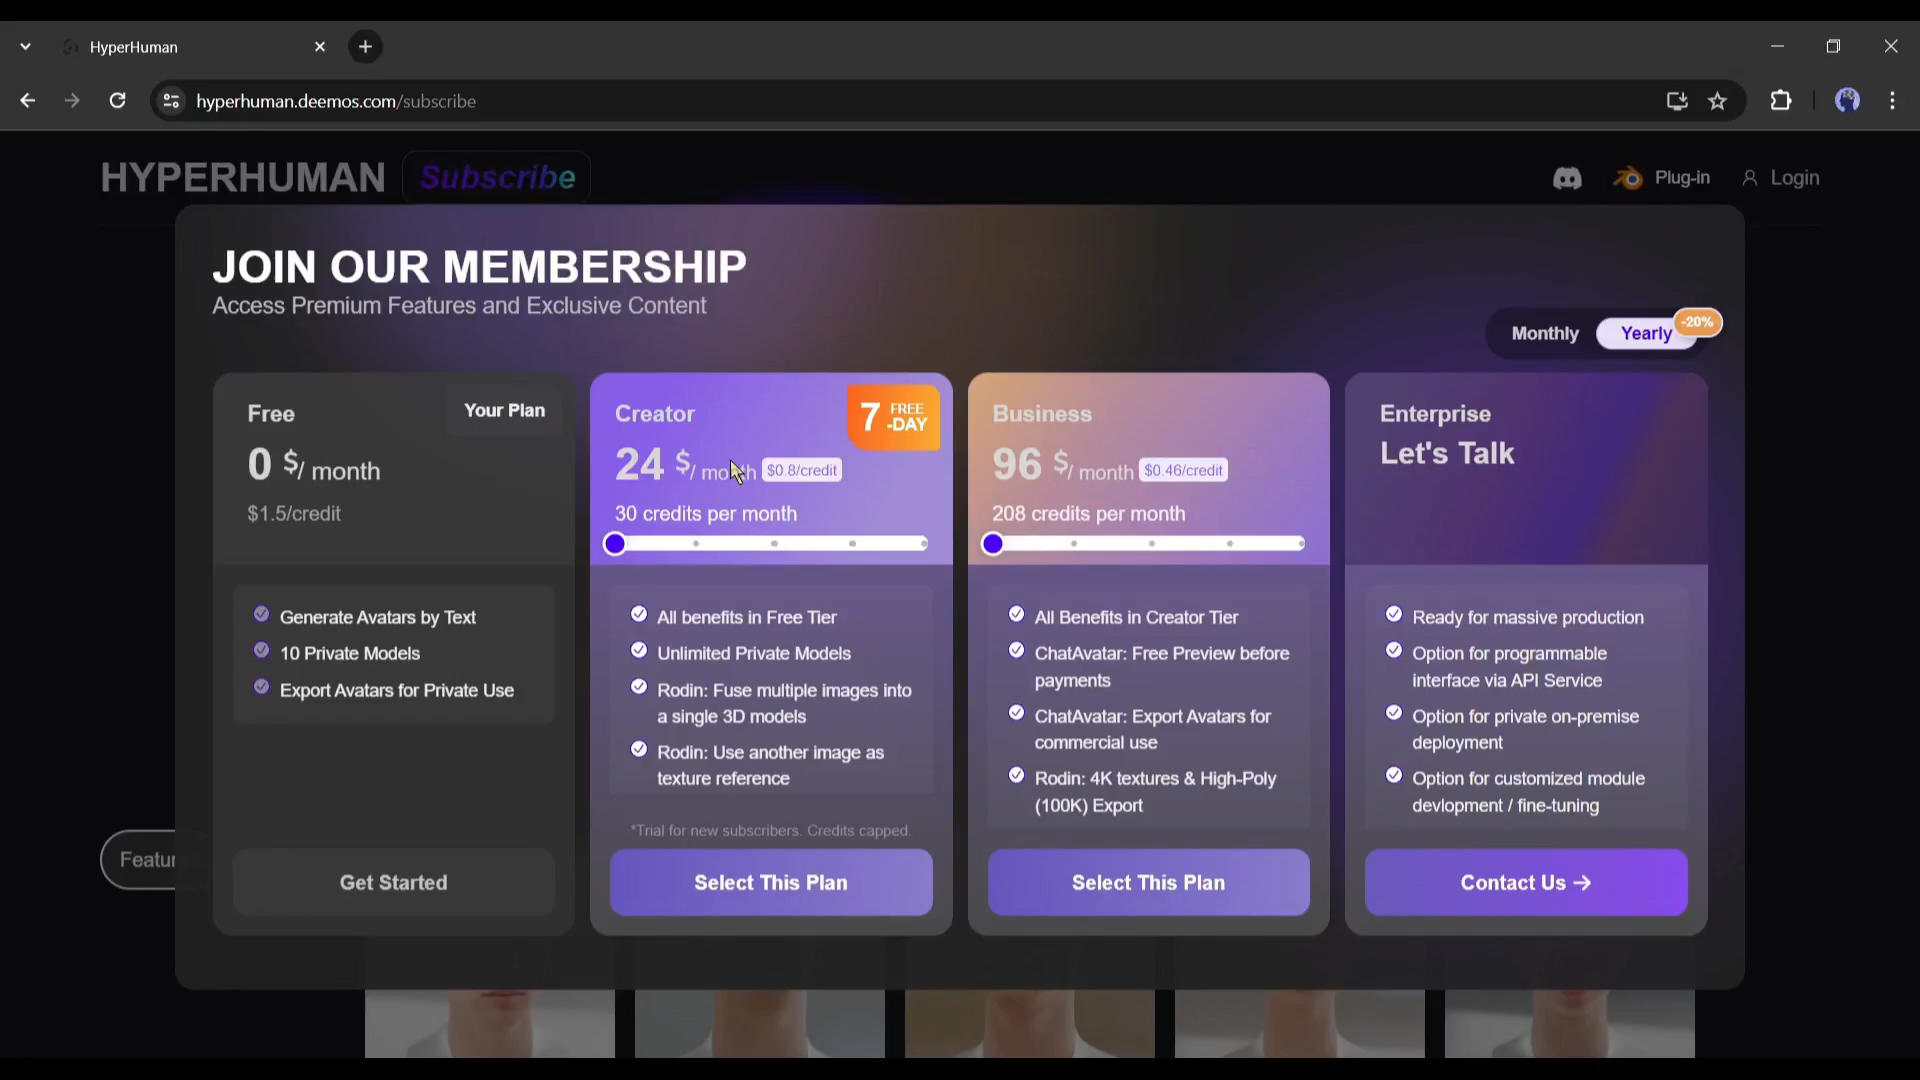 HyperHuman
hyperhuman.deemos.com/subscribe
HYPERHUMAN
Subscribe
Plug-in
Login
JOIN OUR MEMBERSHIP
Access Premium Features and Exclusive Content
Monthly
Yearly
-20%
Free
Your Plan
0 $/ month
$1.5/credit
Generate Avatars by Text
10 Private Models
Export Avatars for Private Use
Get Started
Creator
7 FREE
-DAY
24 $/ month $0.8/credit
30 credits per month
All benefits in Free Tier
Unlimited Private Models
Rodin: Fuse multiple images into
a single 3D models
Rodin: Use another image as
texture reference
*Trial for new subscribers. Credits capped.
Select This Plan
Business
96 $/ month $0.46/credit
208 credits per month
All Benefits in Creator Tier
ChatAvatar: Free Preview before
payments
ChatAvatar: Export Avatars for
commercial use
Rodin: 4K textures & High-Poly
(100K) Export
Select This Plan
Enterprise
Let's Talk
Ready for massive production
Option for programmable
interface via API Service
Option for private on-premise
deployment
Option for customized module
devlopment / fine-tuning
Contact Us →